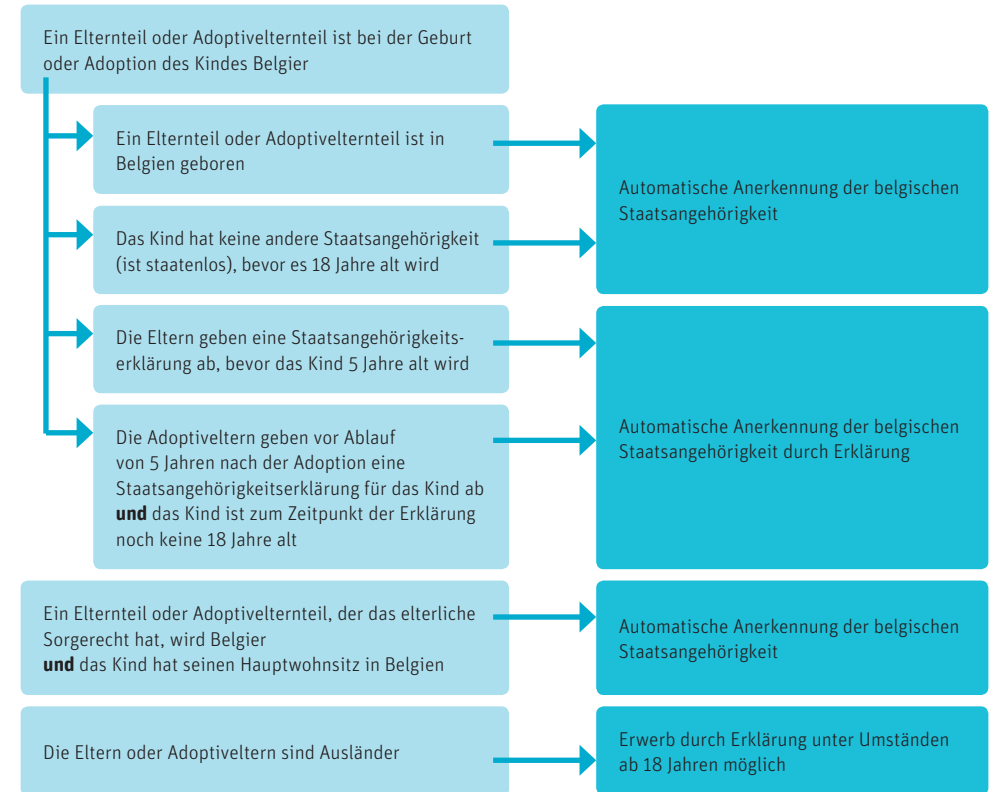 Ein Elternteil oder Adoptivelternteil ist bei der Geburt
oder Adoption des Kindes Belgier
Ein Elternteil oder Adoptivelternteil ist in
Belgien geboren
Das Kind hat keine andere Staatsangehörigkeit
(ist staatenlos), bevor es 18 Jahre alt wird
Automatische Anerkennung der belgischen
Staatsangehörigkeit
Die Eltern geben eine Staatsangehörigkeits-
erklärung ab, bevor das Kind 5 Jahre alt wird
Die Adoptiveltern geben vor Ablauf
von 5 Jahren nach der Adoption eine
Staatsangehörigkeitserklärung für das Kind ab
und das Kind ist zum Zeitpunkt der Erklärung
noch keine 18 Jahre alt
Automatische Anerkennung der belgischen
Staatsangehörigkeit durch Erklärung
Ein Elternteil oder Adoptivelternteil, der das elterliche
Sorgerecht hat, wird Belgier
und das Kind hat seinen Hauptwohnsitz in Belgien
Automatische Anerkennung der belgischen
Staatsangehörigkeit
Die Eltern oder Adoptiveltern sind Ausländer
Erwerb durch Erklärung unter Umständen
ab 18 Jahren möglich